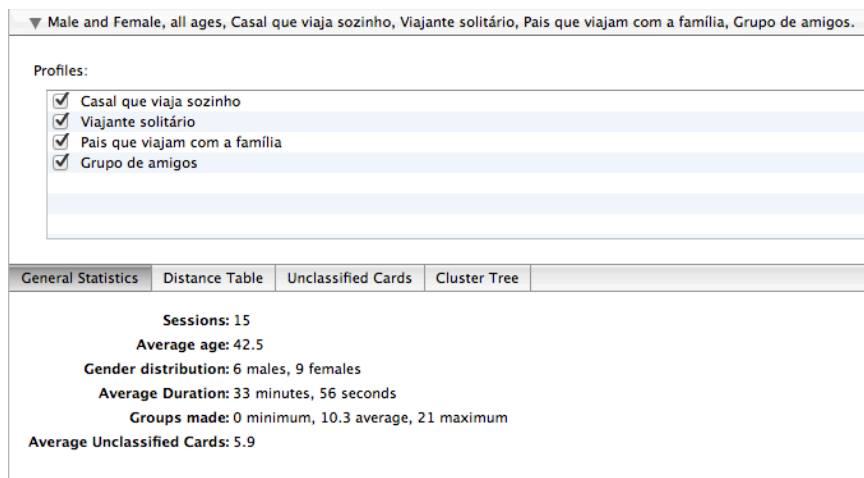 ▼ Male and Female, all ages, Casal que viaja sozinho, Viajante solitário, Pais que viajam com a família, Grupo de amigos.
Profiles:
Casal que viaja sozinho
Viajante solitário
Pais que viajam com a família
Grupo de amigos
General Statistics Distance Table Unclassified Cards Cluster Tree
Sessions: 15
Average age: 42.5
Gender distribution: 6 males, 9 females
Average Duration: 33 minutes, 56 seconds
Groups made: 0 minimum, 10.3 average, 21 maximum
Average Unclassified Cards: 5.9